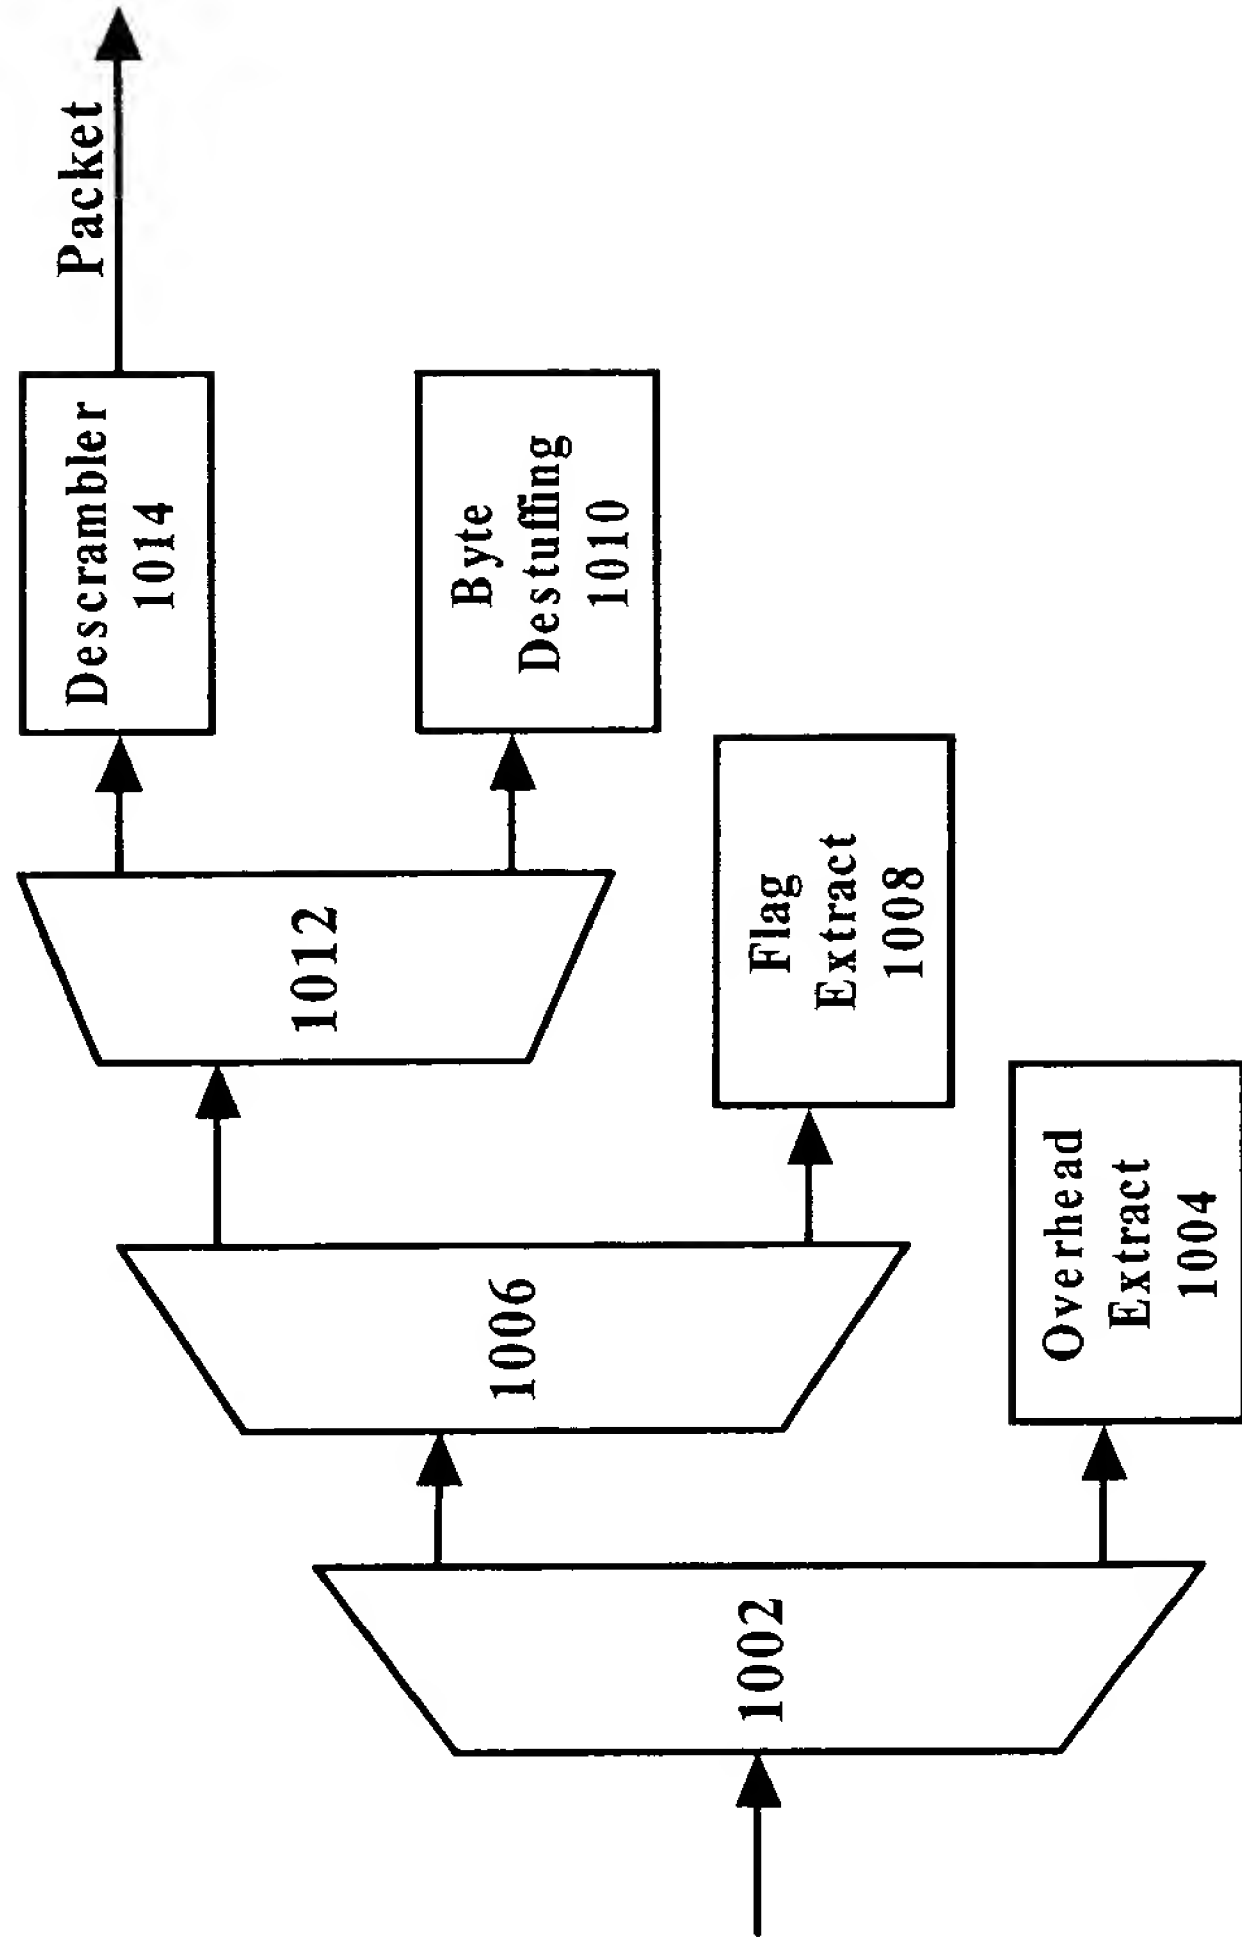 Packet
Descrambler
1014
Byte
Destuffing
1010
1012
Flag
Extract
1008
1006
Overhead
Extract
1004
1002